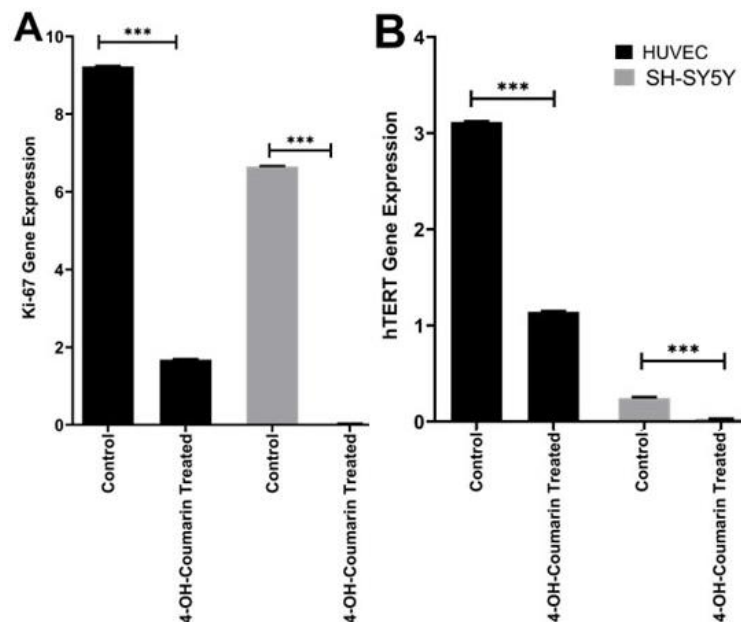 A
Ki-67 Gene Expression
10
8
6
4
2
0
***
***
Control
4-OH-Coumarin Treated
Control
4-OH-Coumarin Treated
B
hTERT Gene Expression
4
3
2
1
0
***
***
HUVEC
SH-SY5Y
Control
4-OH-Coumarin Treated
Control
4-OH-Coumarin Treated